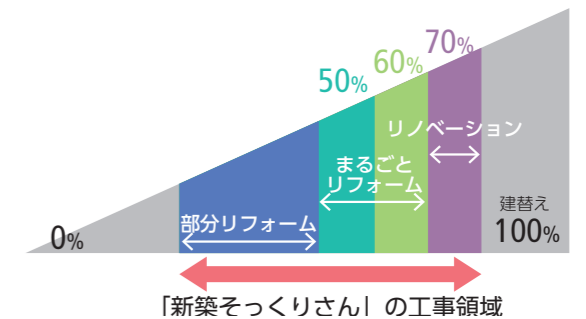 70%
60%
50%
リノベーション
まるごと
リフォーム
部分リフォーム
建替え
100%
0%
「新築そっくりさん」の工事領域